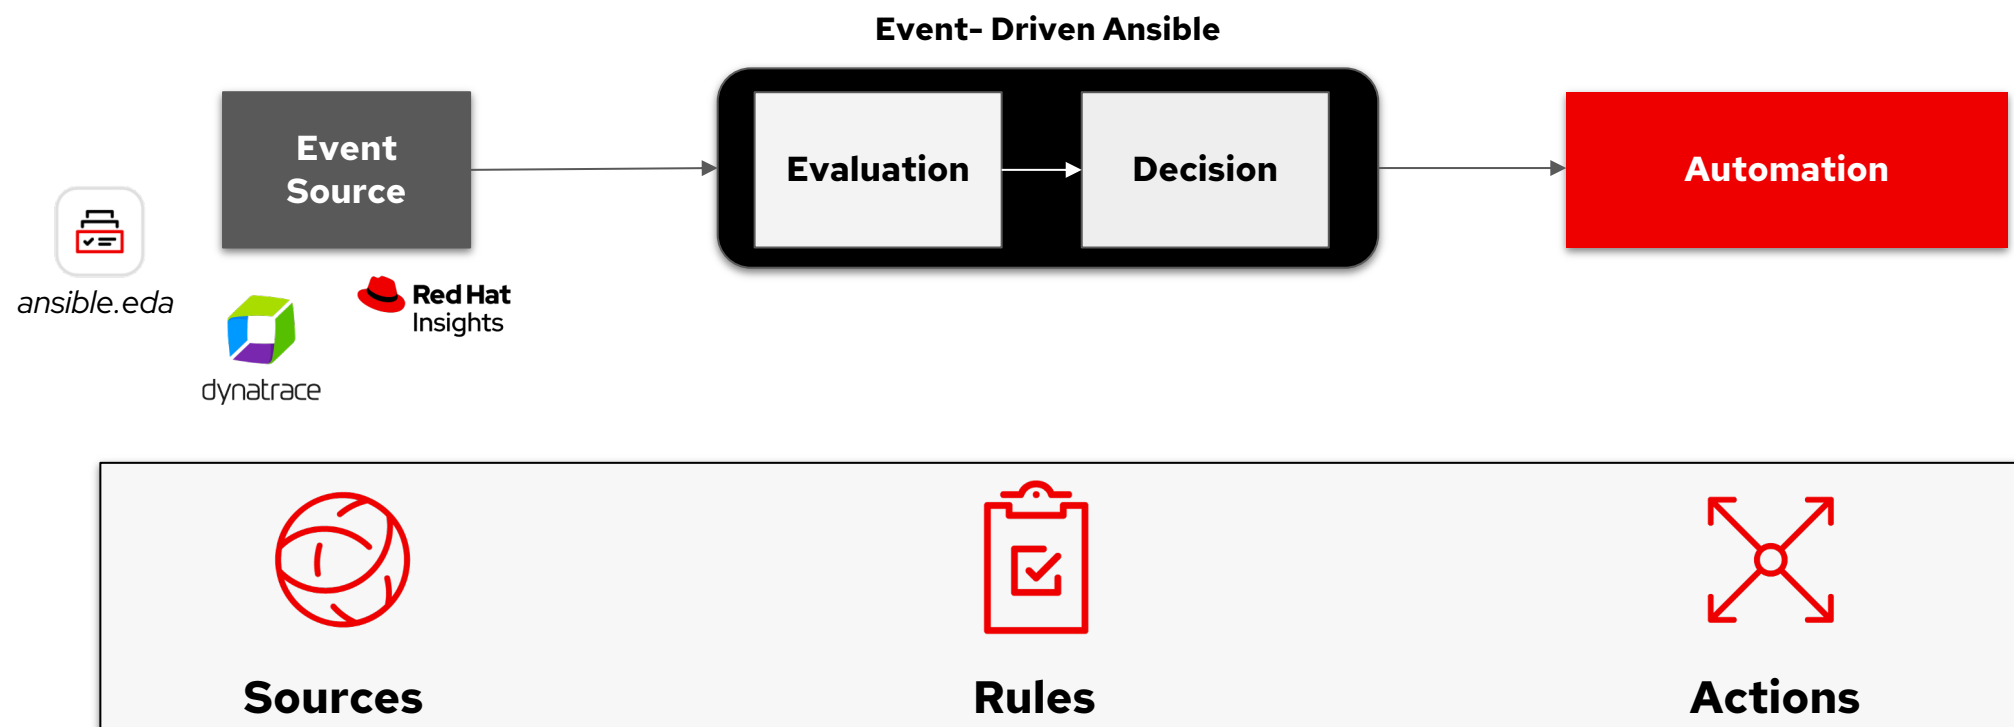 Event- Driven Ansible
Event
Source
Evaluation
Decision
Automation
ansible.eda
Red Hat
Insights
dynatrace
Sources
Rules
Actions